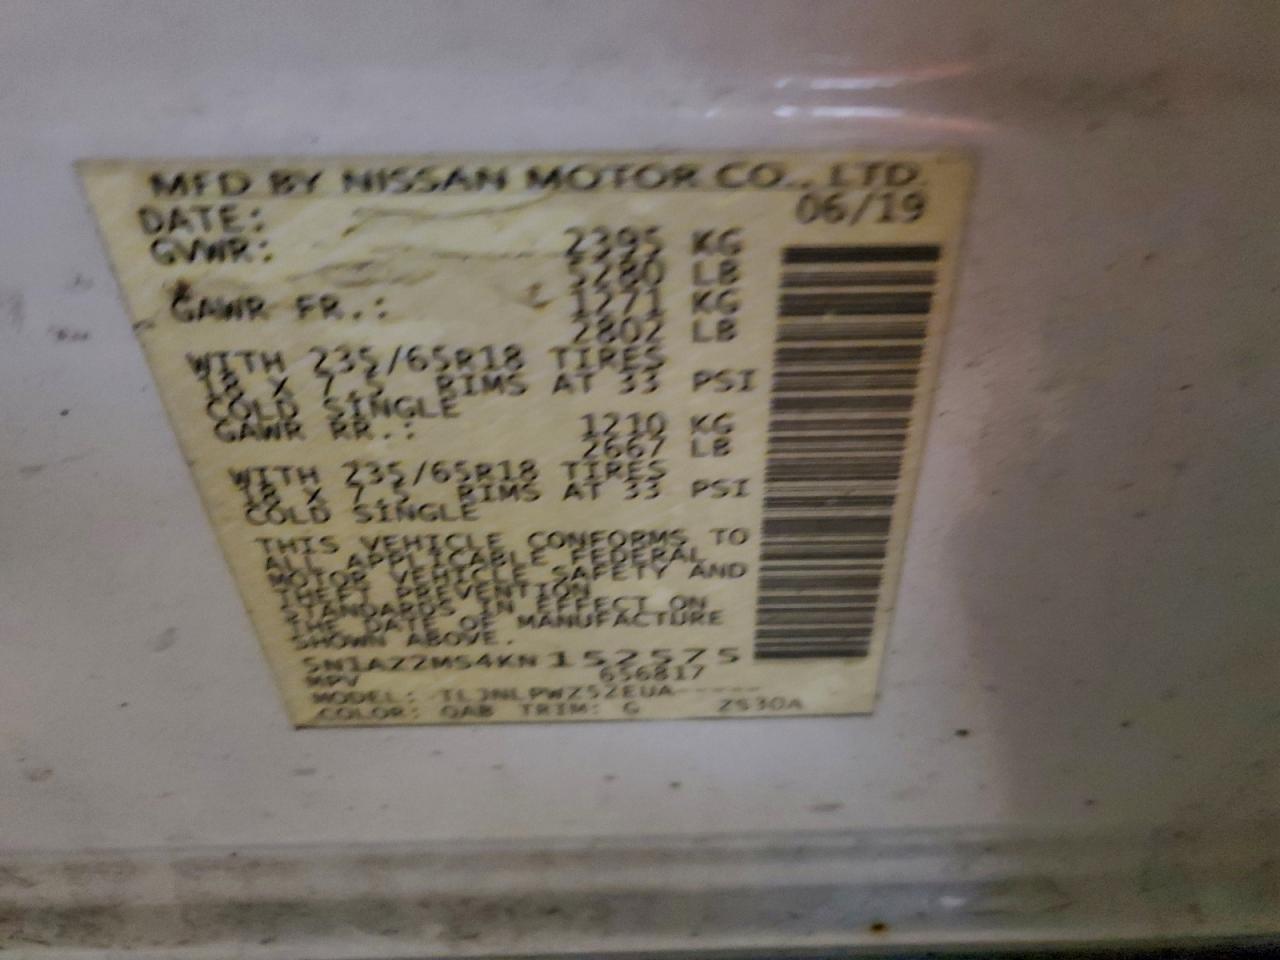 MFD BY NISSAN MOTOR CO., LTD.
DATE: 06/19
GVWR: 2395 KG
5280 LB
GAWR FR.: 1271 KG
2802 LB
WITH 235/65R18 TIRES
18 X 7.5 RIMS AT 33 PSI
COLD SINGLE
GAWR RR.: 1210 KG
2667 LB
WITH 235/65R18 TIRES
18 X 7.5 RIMS AT 33 PSI
COLD SINGLE
THIS VEHICLE CONFORMS TO
ALL APPLICABLE FEDERAL
MOTOR VEHICLE SAFETY AND
THEFT PREVENTION
STANDARDS IN EFFECT ON
THE DATE OF MANUFACTURE
SHOWN ABOVE.
5N1AZ2MS4KN152575
MPV 656817
MODEL: TLJNLPWZ52EUA-----
COLOR: QAB TRIM: G ZS30A